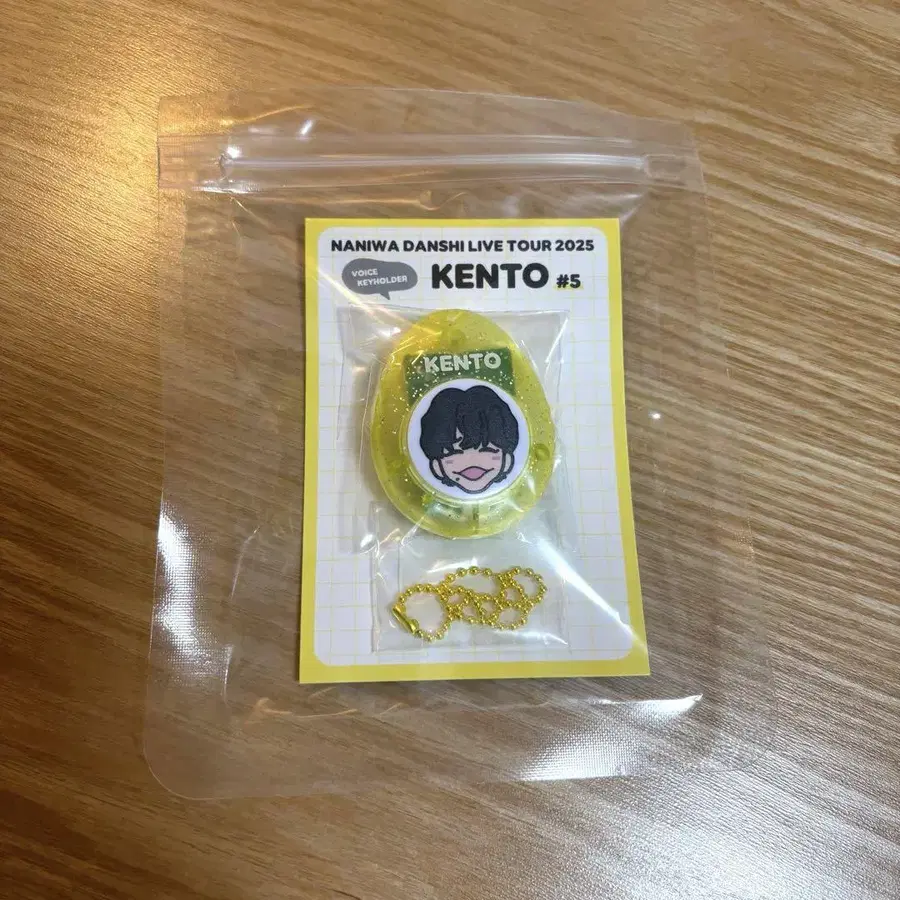 NANIWA DANSHI LIVE TOUR 2025
VOICE
KEYHOLDER
KENTO #5
KENTO